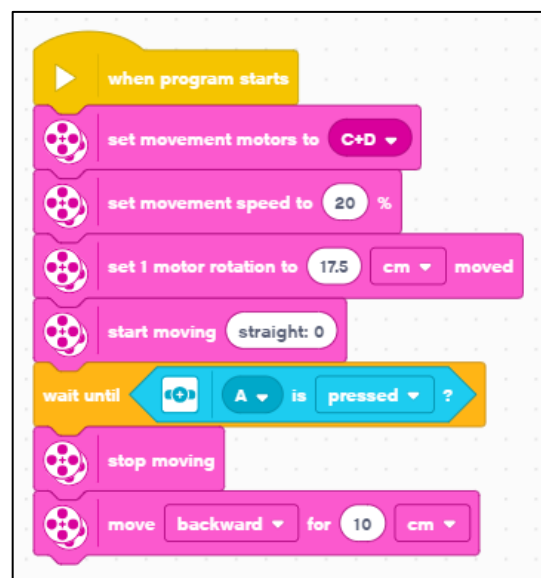 when program starts
set movement motors to C+D
set movement speed to 20 %
set 1 motor rotation to 17.5 cm moved
start moving straight: 0
wait until A is pressed ?
stop moving
move backward for 10 cm